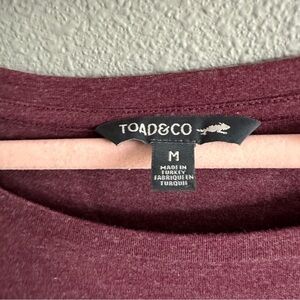 TOAD&CO
M
MADE IN
TURKEY
FABRIQUE EN
TURQUIE